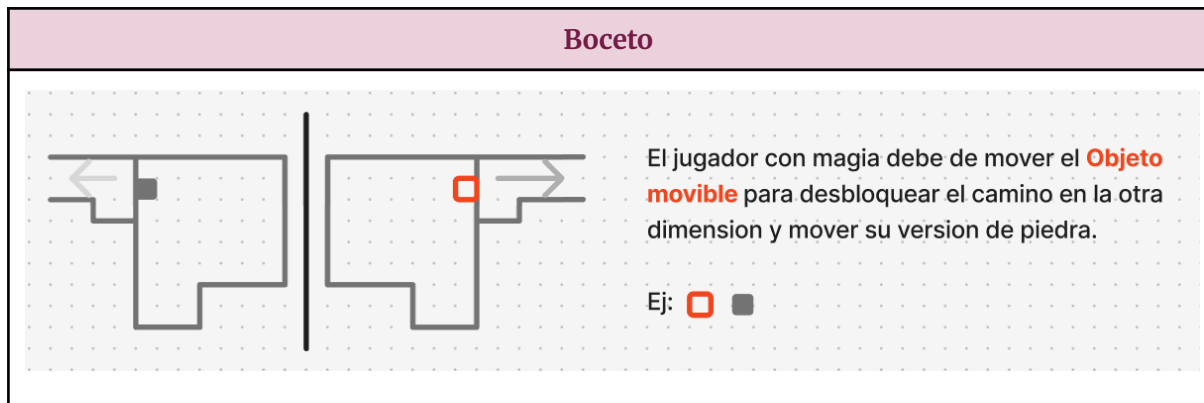 Boceto
El jugador con magia debe de mover el Objeto
movible para desbloquear el camino en la otra
dimension y mover su version de piedra.
Ej: